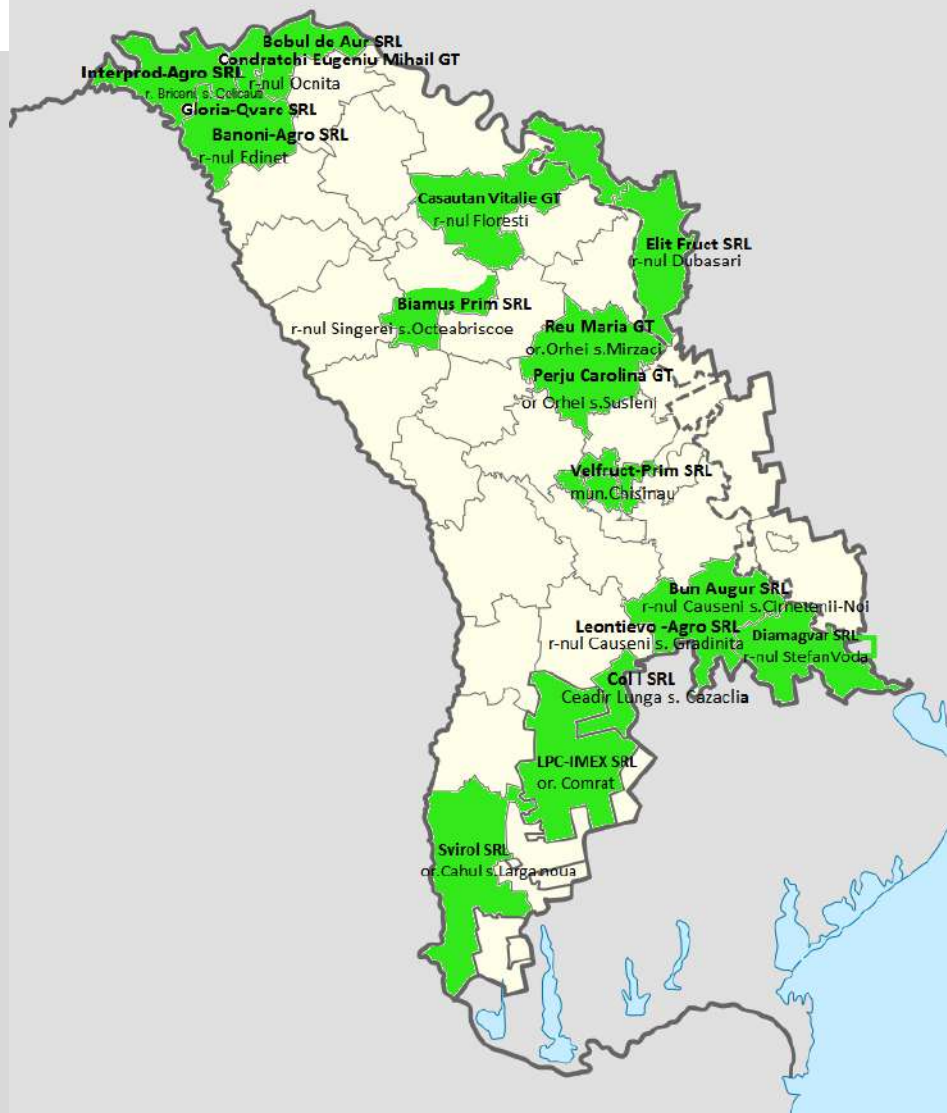 Bobul de Aur SRL
Condratchi Eugeniu Mihail GT
r-nul Ocnita
Interprod-Agro SRL
r. Briceni s. Colicauti
Gloria-Qvarc SRL
Banoni-Agro SRL
r-nul Edinet
Casautan Vitalie GT
r-nul Floresti
Elit Fruct SRL
r-nul Dubasari
Biamus Prim SRL
r-nul Singerei s.Octeabriscoe
Reu Maria GT
or.Orhei s.Mirzaci
Perju Carolina GT
or Orhei s.Susleni
Velfruct-Prim SRL
mun.Chisinau
Bun Augur SRL
r-nul Causeni s.Cirnetenii-Noi
Leontievo -Agro SRL
r-nul Causeni s. Gradinita
Diamagvar SRL
r-nul StefanVoda
Col I SRL
Ceadir Lunga s. Cazaclia
LPC-IMEX SRL
or. Comrat
Svirol SRL
or.Cahul s.Larga noua